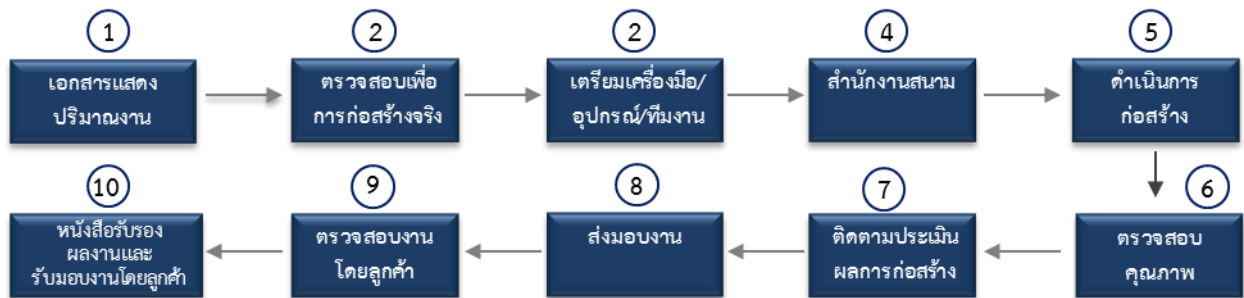 1
เอกสารแสดง
ปริมาณงาน
2
ตรวจสอบเพื่อ
การก่อสร้างจริง
2
เตรียมเครื่องมือ/
อุปกรณ์/ทีมงาน
4
สำนักงานสนาม
5
ดำเนินการ
ก่อสร้าง
6
ตรวจสอบ
คุณภาพ
7
ติดตามประเมิน
ผลการก่อสร้าง
8
ส่งมอบงาน
9
ตรวจสอบงาน
โดยลูกค้า
10
หนังสือรับรอง
ผลงานและ
รับมอบงานโดยลูกค้า